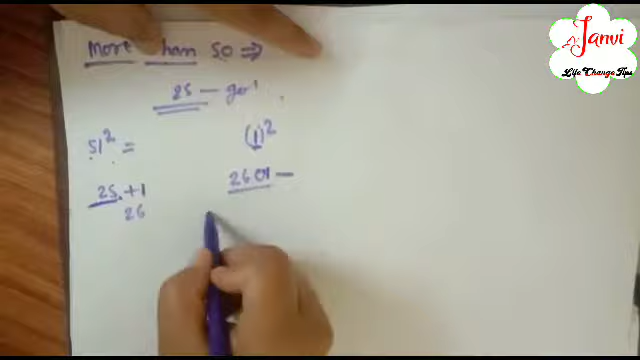 More than 50 ⇒
25 —
51² =
(1)²
25 + 1
26
2601 —
Janvi
Life Change Tips